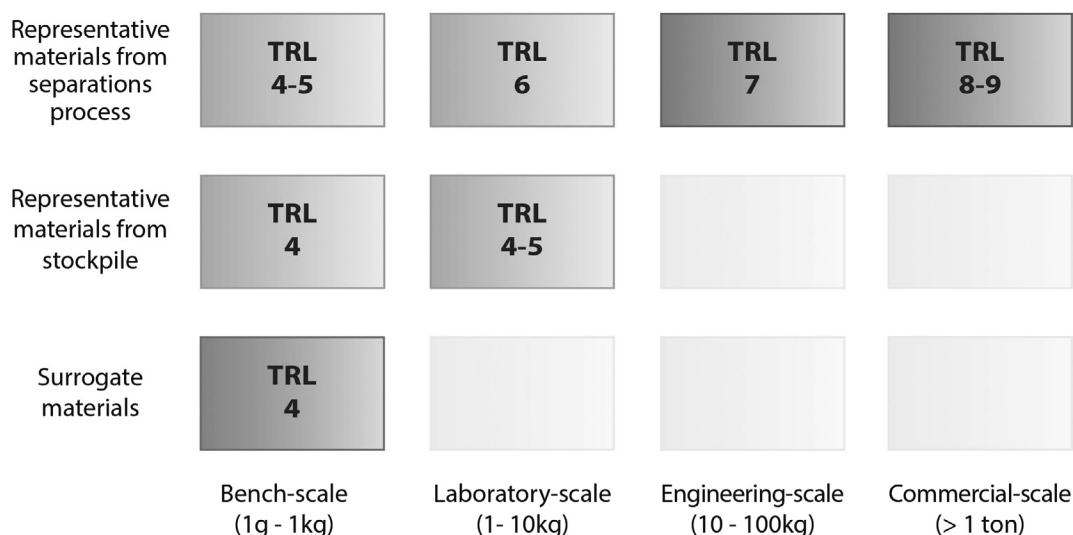 Representative
materials from
separations
process
TRL
4-5
TRL
6
TRL
7
TRL
8-9
Representative
materials from
stockpile
TRL
4
TRL
4-5
Surrogate
materials
TRL
4
Bench-scale
(1g - 1kg)
Laboratory-scale
(1- 10kg)
Engineering-scale
(10 - 100kg)
Commercial-scale
(> 1 ton)